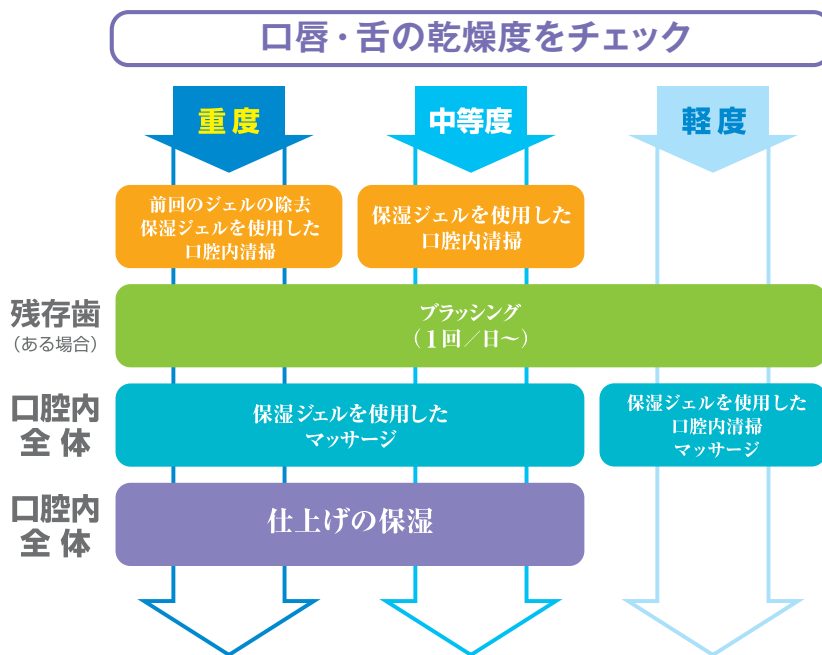 口唇・舌の乾燥度をチェック
重度
中等度
軽度
前回のジェルの除去
保湿ジェルを使用した
口腔内清掃
保湿ジェルを使用した
口腔内清掃
残存歯
(ある場合)
ブラッシング
(1回/日〜)
口腔内
全体
保湿ジェルを使用した
マッサージ
保湿ジェルを使用した
口腔内清掃
マッサージ
口腔内
全体
仕上げの保湿